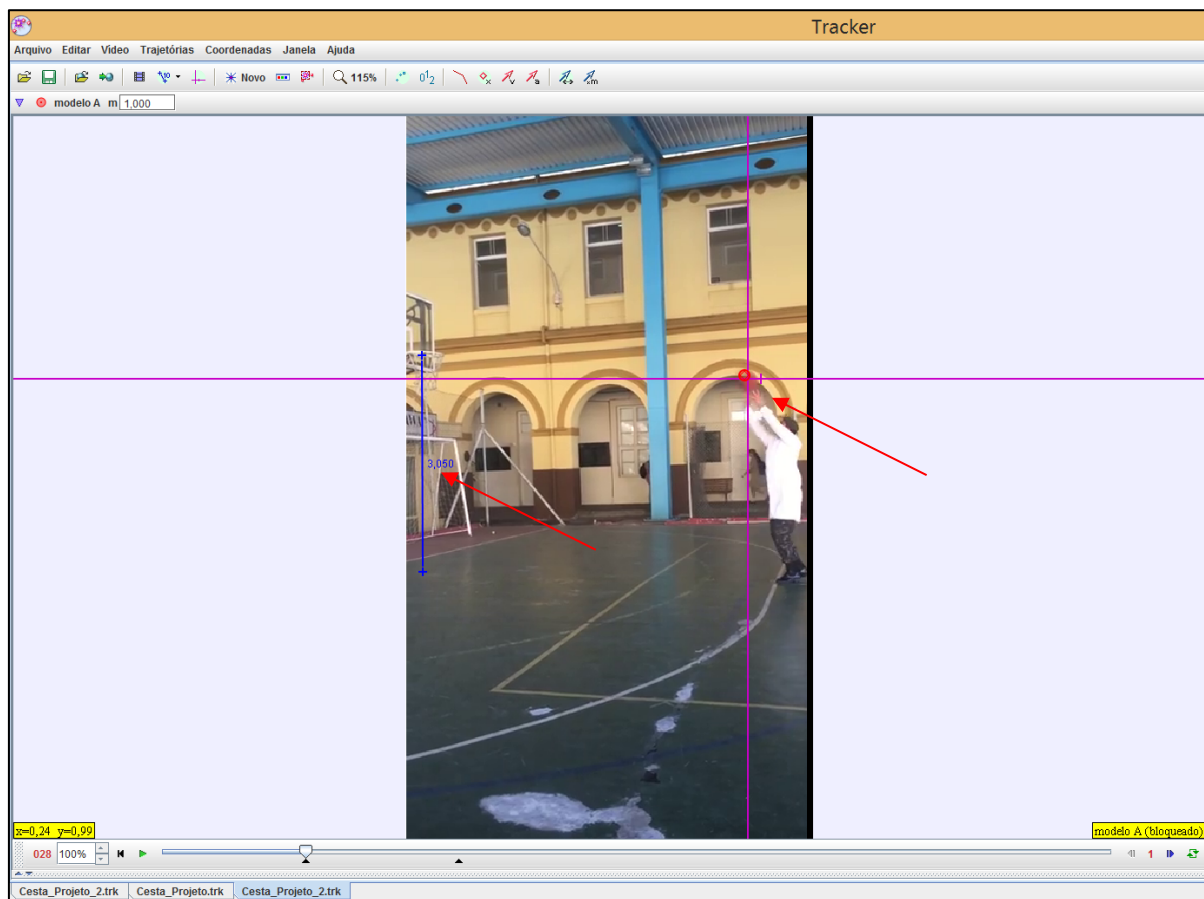 Tracker
Arquivo Editar Vídeo Trajetórias Coordenadas Janela Ajuda
Novo 115%
modelo A m 1,000
3,050
x=0,24 y=0,99
modelo A (bloqueado)
028 100% 1
Cesta_Projeto_2.trk Cesta_Projeto.trk Cesta_Projeto_2.trk